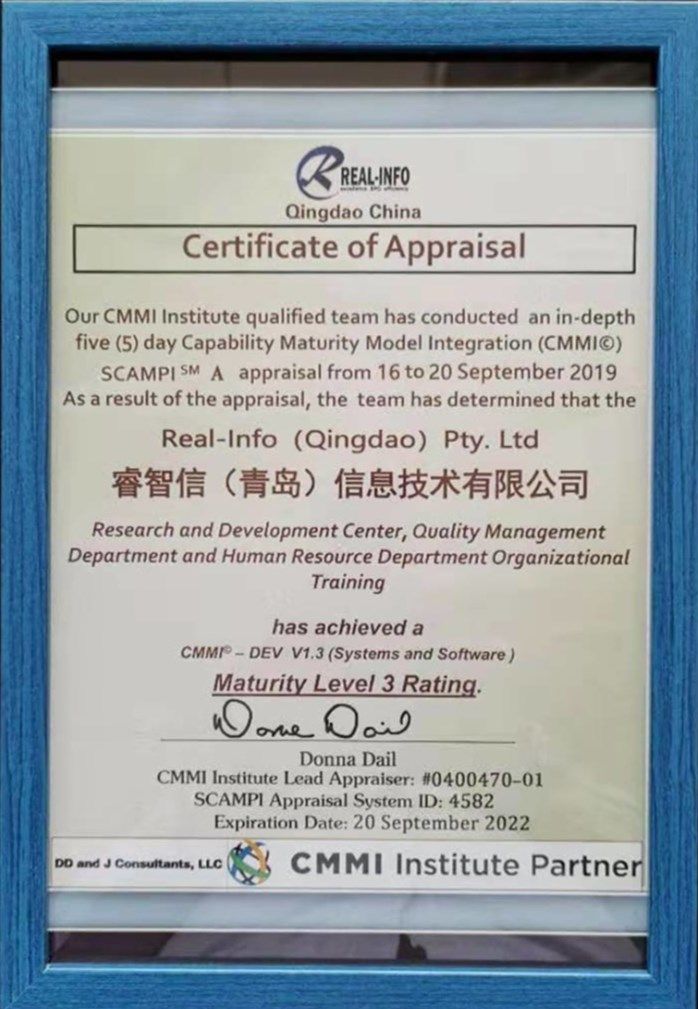 REAL-INFO
Qingdao China
Certificate of Appraisal
Our CMMI Institute qualified team has conducted an in-depth
five (5) day Capability Maturity Model Integration (CMMI©)
SCAMPI SM A appraisal from 16 to 20 September 2019
As a result of the appraisal, the team has determined that the
Real-Info (Qingdao) Pty. Ltd
睿智信（青岛）信息技术有限公司
Research and Development Center, Quality Management
Department and Human Resource Department Organizational
Training
has achieved a
CMMI© – DEV V1.3 (Systems and Software )
Maturity Level 3 Rating.
Donna Dail
Donna Dail
CMMI Institute Lead Appraiser: #0400470-01
SCAMPI Appraisal System ID: 4582
Expiration Date: 20 September 2022
DD and J Consultants, LLC CMMI Institute Partner